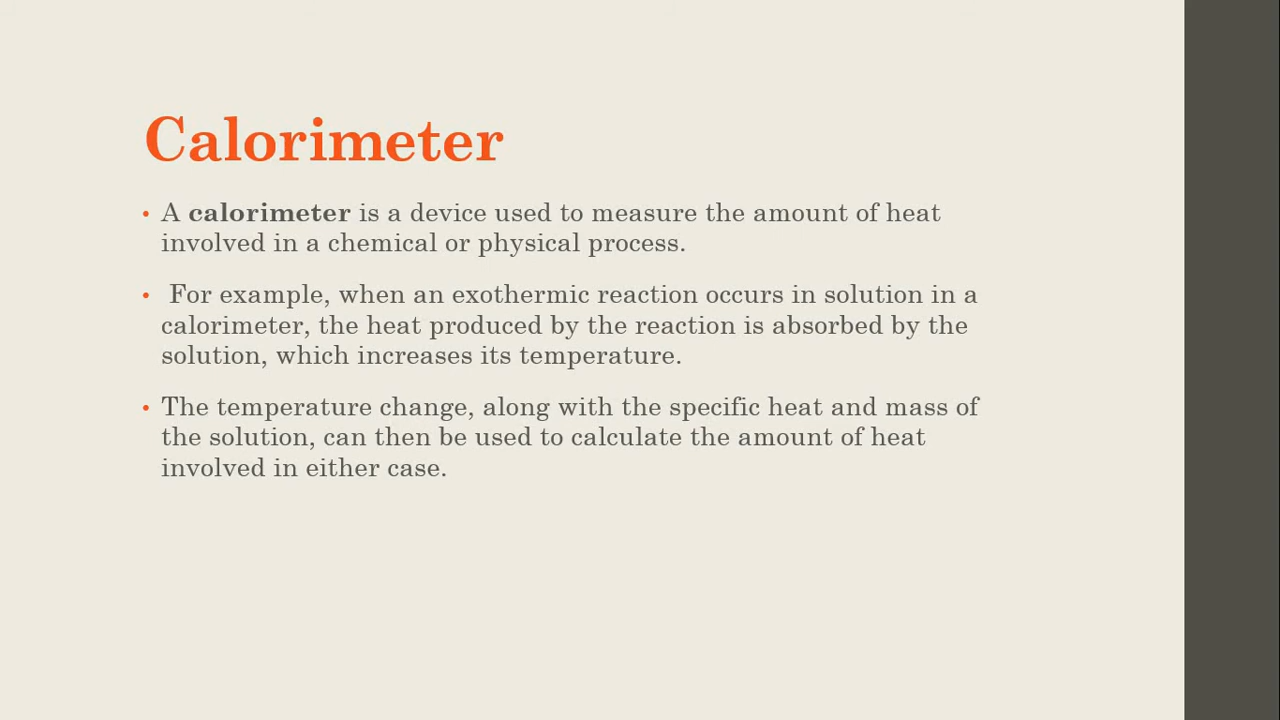 Calorimeter
• A calorimeter is a device used to measure the amount of heat
involved in a chemical or physical process.
• For example, when an exothermic reaction occurs in solution in a
calorimeter, the heat produced by the reaction is absorbed by the
solution, which increases its temperature.
• The temperature change, along with the specific heat and mass of
the solution, can then be used to calculate the amount of heat
involved in either case.